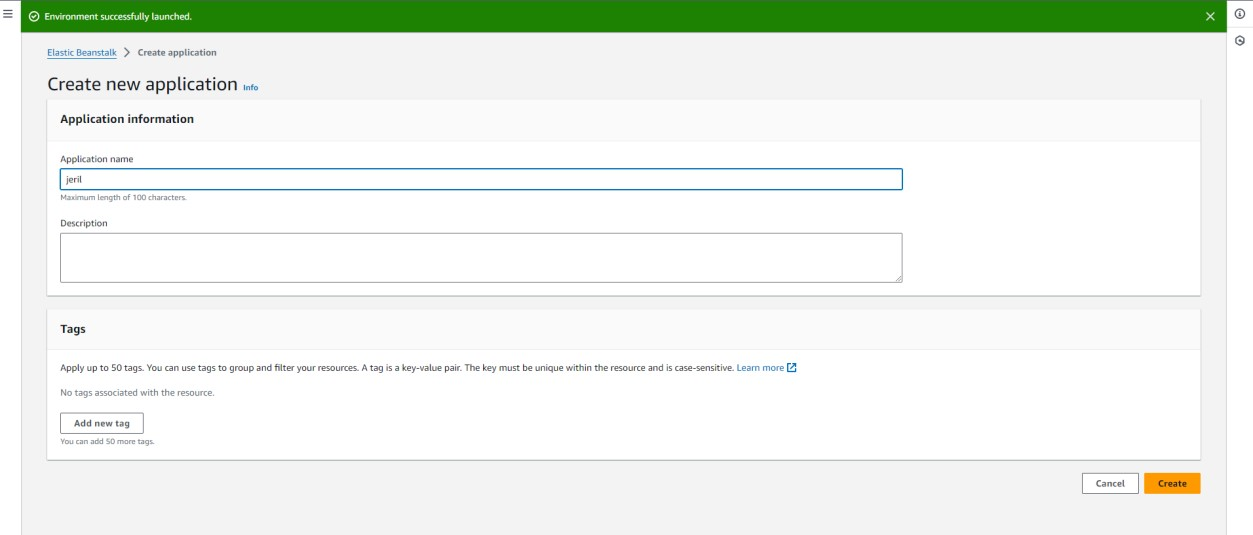 Environment successfully launched.
Elastic Beanstalk > Create application
Create new application Info
Application information
Application name
jeril
Maximum length of 100 characters.
Description
Tags
Apply up to 50 tags. You can use tags to group and filter your resources. A tag is a key-value pair. The key must be unique within the resource and is case-sensitive. Learn more
No tags associated with the resource.
Add new tag
You can add 50 more tags.
Cancel Create